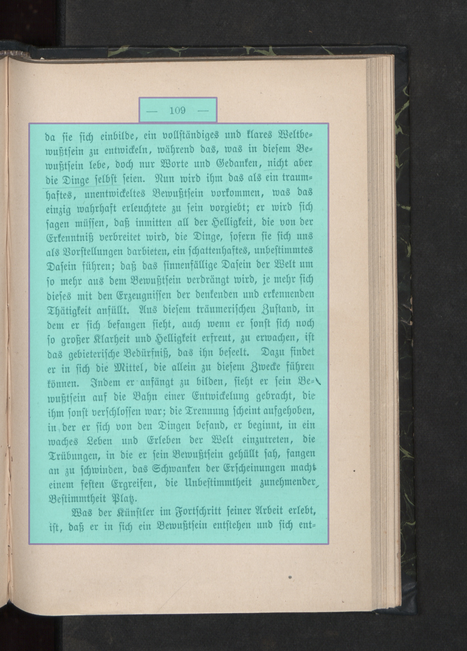 — 109 —
da sie sich einbilde, ein vollständiges und klares Weltbe-
wußtsein zu entwickeln, während das, was in diesem Be-
wußtsein lebe, doch nur Worte und Gedanken, nicht aber
die Dinge selbst seien. Nun wird ihm das als ein traum-
haftes, unentwickeltes Bewußtsein vorkommen, was das
einzig wahrhaft erleuchtete zu sein vorgiebt; er wird sich
sagen müssen, daß inmitten all der Helligkeit, die von der
Erkenntniß verbreitet wird, die Dinge, sofern sie sich uns
als Vorstellungen darbieten, ein schattenhaftes, unbestimmtes
Dasein führen; daß das sinnenfällige Dasein der Welt um
so mehr aus dem Bewußtsein verdrängt wird, je mehr sich
dieses mit den Erzeugnissen der denkenden und erkennenden
Thätigkeit anfüllt. Aus diesem träumerischen Zustand, in
dem er sich befangen sieht, auch wenn er sonst sich noch
so großer Klarheit und Helligkeit erfreut, zu erwachen, ist
das gebieterische Bedürfniß, das ihn beseelt. Dazu findet
er in sich die Mittel, die allein zu diesem Zwecke führen
können. Indem er anfängt zu bilden, sieht er sein Be-
wußtsein auf die Bahn einer Entwickelung gebracht, die
ihm sonst verschlossen war; die Trennung scheint aufgehoben,
in der er sich von den Dingen befand, er beginnt, in ein
waches Leben und Erleben der Welt einzutreten, die
Trübungen, in die er sein Bewußtsein gehüllt sah, fangen
an zu schwinden, das Schwanken der Erscheinungen macht
einem festen Ergreifen, die Unbestimmtheit zunehmender
Bestimmtheit Platz.
Was der Künstler im Fortschritt seiner Arbeit erlebt,
ist, daß er in sich ein Bewußtsein entstehen und sich ent-